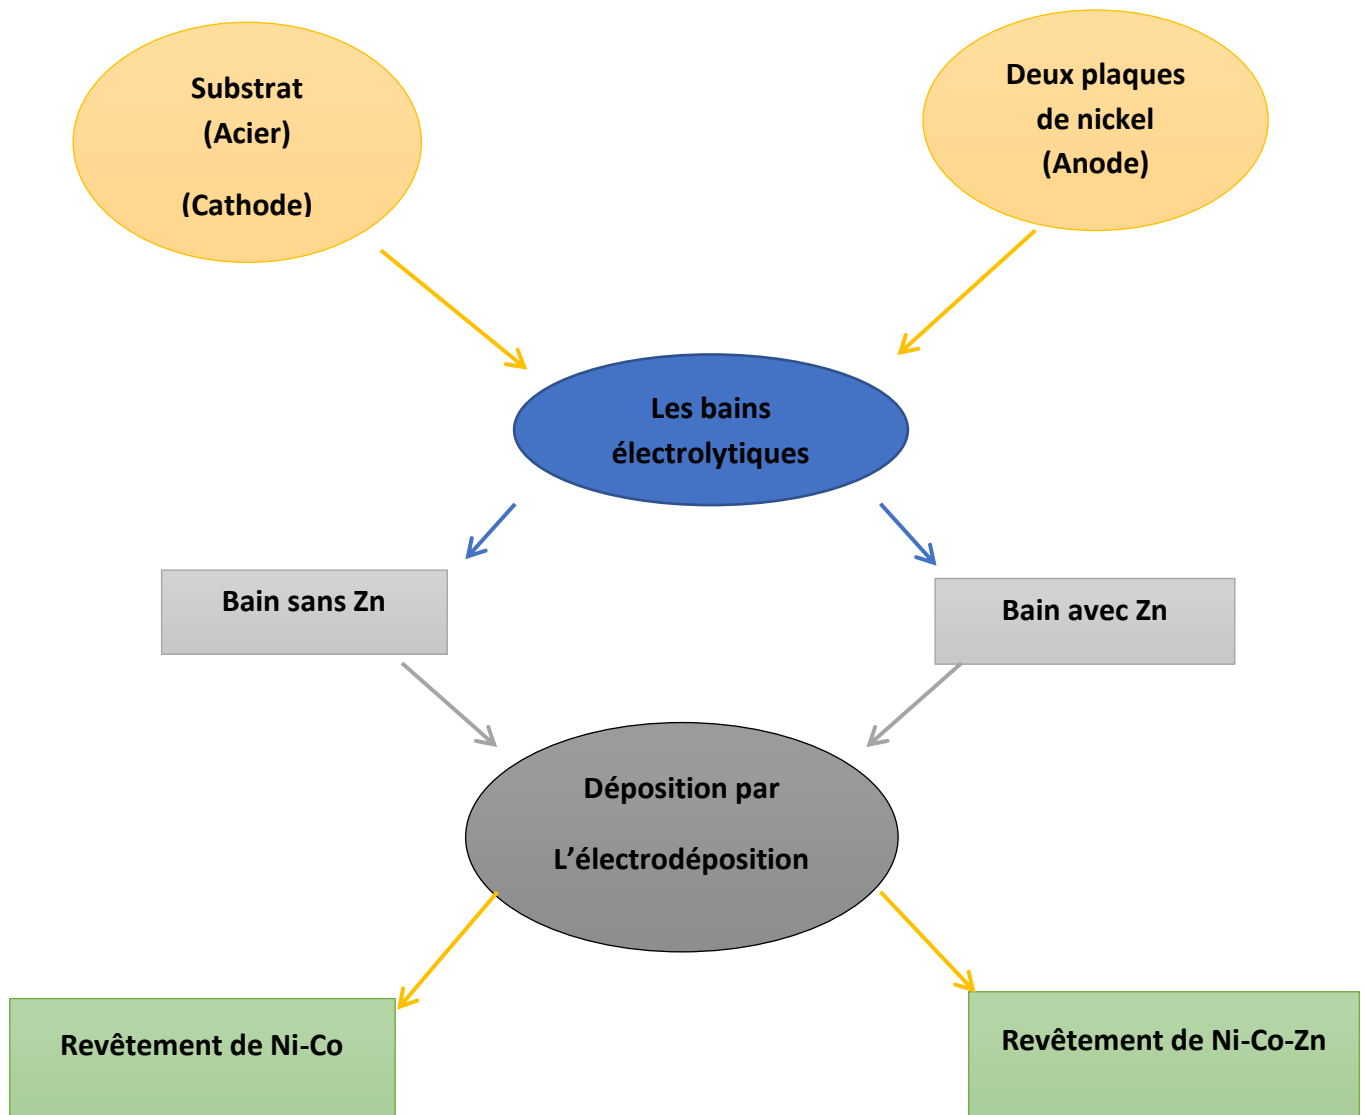 Substrat
(Acier)
(Cathode)
Deux plaques
de nickel
(Anode)
Les bains
électrolytiques
Bain sans Zn
Bain avec Zn
Déposition par
L’électrodéposition
Revêtement de Ni-Co
Revêtement de Ni-Co-Zn